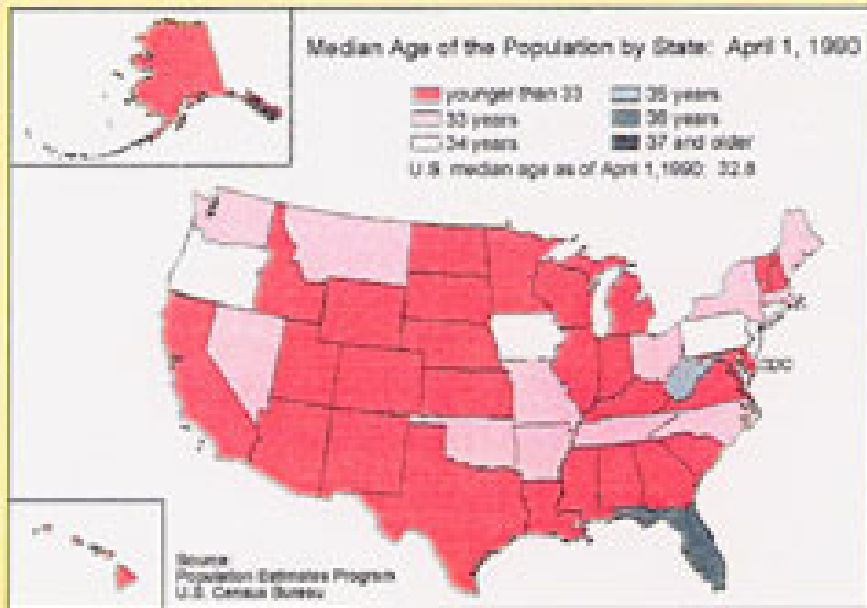 Median Age of the Population by State: April 1, 1990
younger than 33
35 years
33 years
36 years
34 years
37 and older
U.S. median age as of April 1,1990: 32.8
DC
Source:
Population Estimates Program
U.S. Census Bureau